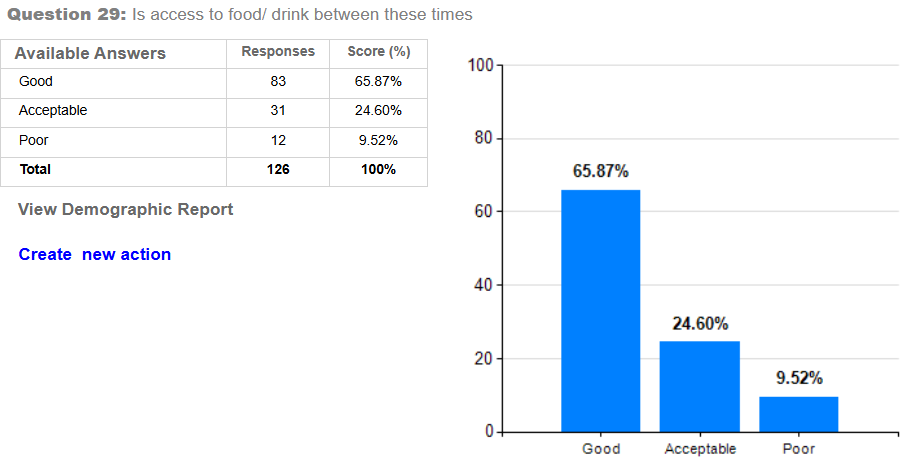 Question 29: Is access to food/ drink between these times
Available Answers Responses Score (%)
Good 83 65.87%
Acceptable 31 24.60%
Poor 12 9.52%
Total 126 100%
View Demographic Report
Create new action
100
80
60
40
20
0
65.87%
24.60%
9.52%
Good Acceptable Poor